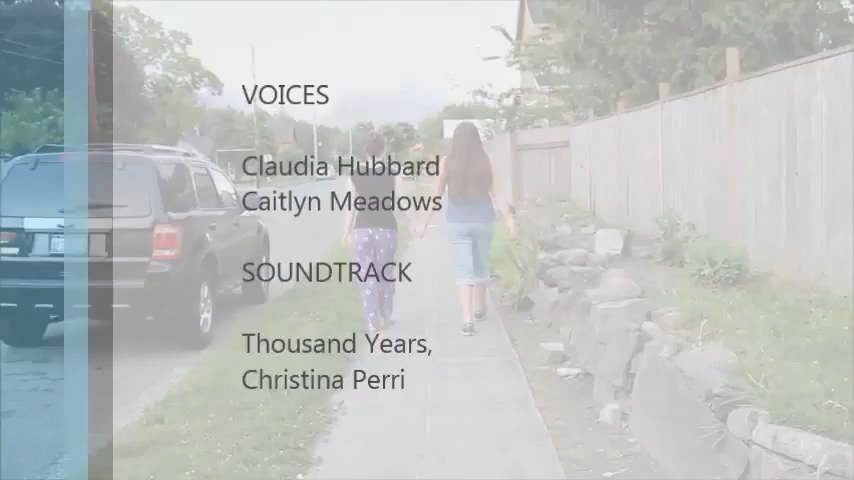 VOICES
Claudia Hubbard
Caitlyn Meadows
SOUNDTRACK
Thousand Years,
Christina Perri